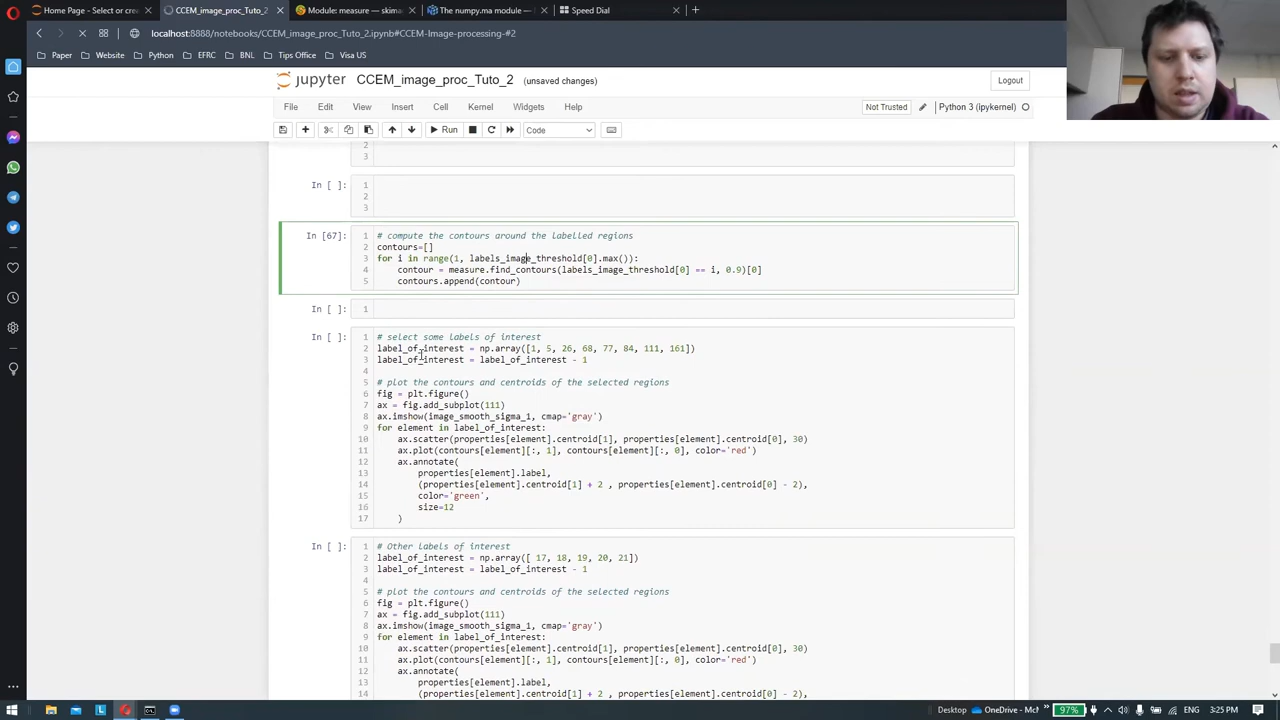 Home Page - Select or crea
CCEM_image_proc_Tuto_2
Module: measure — skima
The numpy.ma module — N
Speed Dial
localhost:8888/notebooks/CCEM_image_proc_Tuto_2.ipynb#CCEM-Image-processing-#2
Paper
Website
Python
EFRC
BNL
Tips Office
Visa US
jupyter
CCEM_image_proc_Tuto_2
(unsaved changes)
Logout
File
Edit
View
Insert
Cell
Kernel
Widgets
Help
Not Trusted
Python 3 (ipykernel)
Run
Code
2
3
In [ ]:
1
2
3
In [67]:
1 # compute the contours around the labelled regions
2 contours=[]
3 for i in range(1, labels_image_threshold[0].max()):
4 contour = measure.find_contours(labels_image_threshold[0] == i, 0.9)[0]
5 contours.append(contour)
In [ ]:
1
In [ ]:
1 # select some labels of interest
2 label_of_interest = np.array([1, 5, 26, 68, 77, 84, 111, 161])
3 label_of_interest = label_of_interest - 1
4
5 # plot the contours and centroids of the selected regions
6 fig = plt.figure()
7 ax = fig.add_subplot(111)
8 ax.imshow(image_smooth_sigma_1, cmap='gray')
9 for element in label_of_interest:
10 ax.scatter(properties[element].centroid[1], properties[element].centroid[0], 30)
11 ax.plot(contours[element][:, 1], contours[element][:, 0], color='red')
12 ax.annotate(
13 properties[element].label,
14 (properties[element].centroid[1] + 2 , properties[element].centroid[0] - 2),
15 color='green',
16 size=12
17 )
In [ ]:
1 # Other labels of interest
2 label_of_interest = np.array([ 17, 18, 19, 20, 21])
3 label_of_interest = label_of_interest - 1
4
5 # plot the contours and centroids of the selected regions
6 fig = plt.figure()
7 ax = fig.add_subplot(111)
8 ax.imshow(image_smooth_sigma_1, cmap='gray')
9 for element in label_of_interest:
10 ax.scatter(properties[element].centroid[1], properties[element].centroid[0], 30)
11 ax.plot(contours[element][:, 1], contours[element][:, 0], color='red')
12 ax.annotate(
13 properties[element].label,
14 (properties[element].centroid[1] + 2 , properties[element].centroid[0] - 2),
Desktop
OneDrive - McM
97%
ENG
3:25 PM